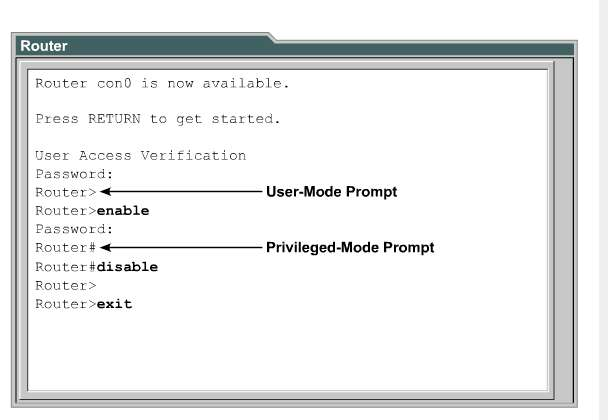 Router
Router con0 is now available.
Press RETURN to get started.
User Access Verification
Password:
Router> User-Mode Prompt
Router>enable
Password:
Router# Privileged-Mode Prompt
Router#disable
Router>
Router>exit